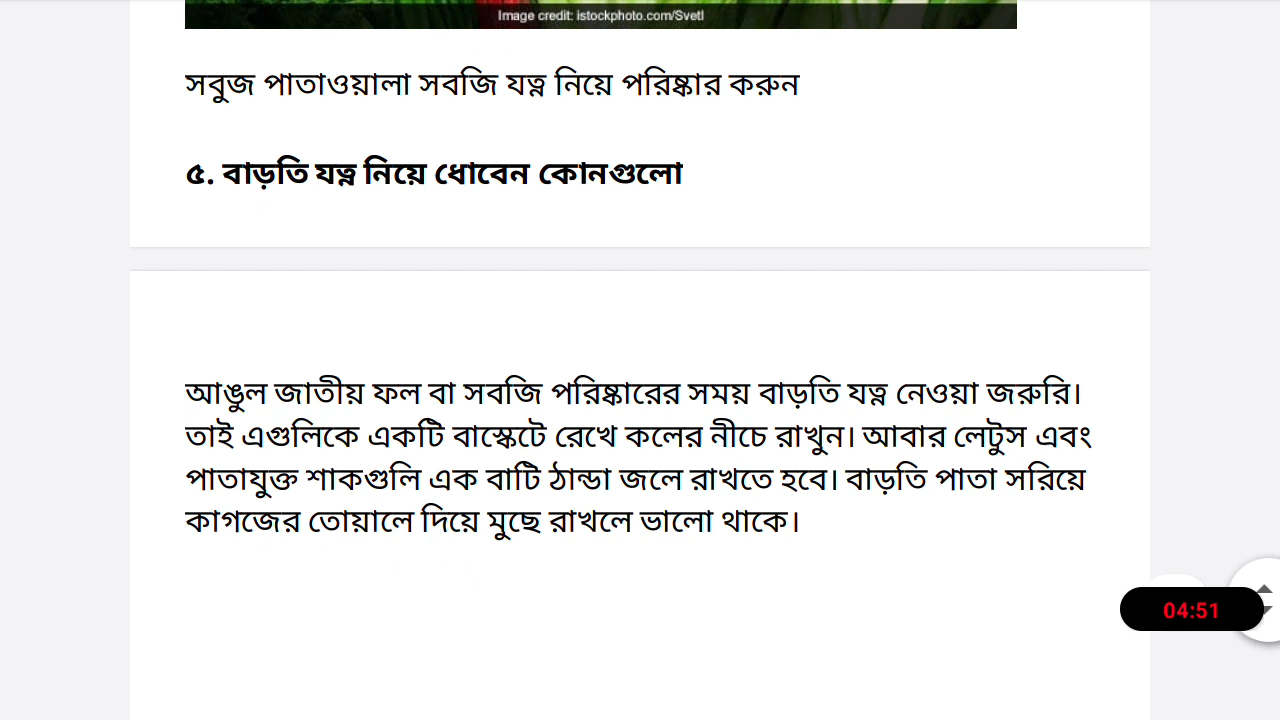 Image credit: istockphoto.com/Svetl
সবুজ পাতাওয়ালা সবজি যত্ন নিয়ে পরিষ্কার করুন
৫. বাড়তি যত্ন নিয়ে ধোবেন কোনগুলো
আঙুল জাতীয় ফল বা সবজি পরিষ্কারের সময় বাড়তি যত্ন নেওয়া জরুরি।
তাই এগুলিকে একটি বাস্কেটে রেখে কলের নীচে রাখুন। আবার লেটুস এবং
পাতাযুক্ত শাকগুলি এক বাটি ঠান্ডা জলে রাখতে হবে। বাড়তি পাতা সরিয়ে
কাগজের তোয়ালে দিয়ে মুছে রাখলে ভালো থাকে।
04:51